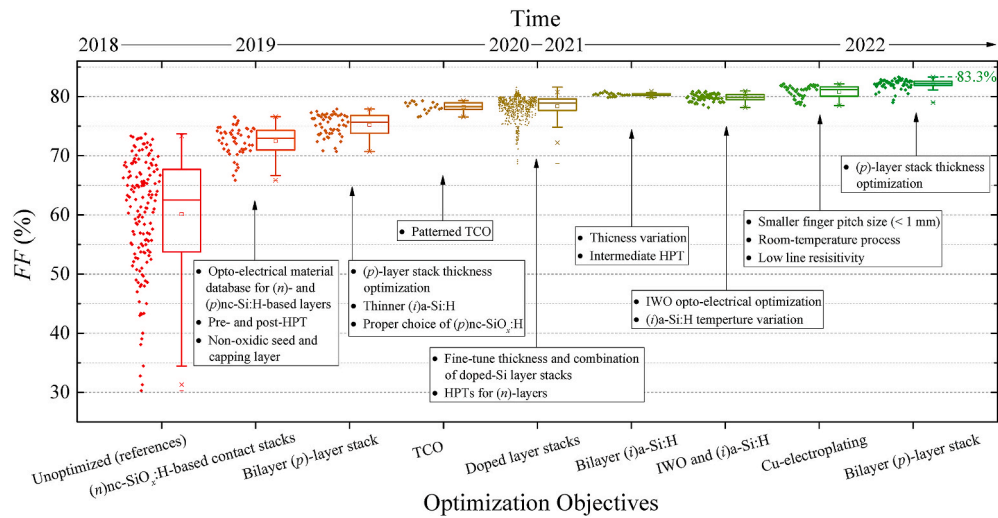 Time
2018
2019
2020
2021
2022
FF (%)
80
70
60
50
40
30
83.3%
• Opto-electrical material
database for (n)- and
(p)nc-Si:H-based layers
• Pre- and post-HPT
• Non-oxidic seed and
capping layer
• (p)-layer stack thickness
optimization
• Thinner (i)a-Si:H
• Proper choice of (p)nc-SiOx:H
• Patterned TCO
• Fine-tune thickness and combination
of doped-Si layer stacks
• HPTs for (n)-layers
• Thicness variation
• Intermediate HPT
• IWO opto-electrical optimization
• (i)a-Si:H temperture variation
• Smaller finger pitch size (< 1 mm)
• Room-temperature process
• Low line resisitivity
• (p)-layer stack thickness
optimization
Unoptimized (references)
(n)nc-SiOx:H-based contact stacks
Bilayer (p)-layer stack
TCO
Doped layer stacks
Bilayer (i)a-Si:H
IWO and (i)a-Si:H
Cu-electroplating
Bilayer (p)-layer stack
Optimization Objectives